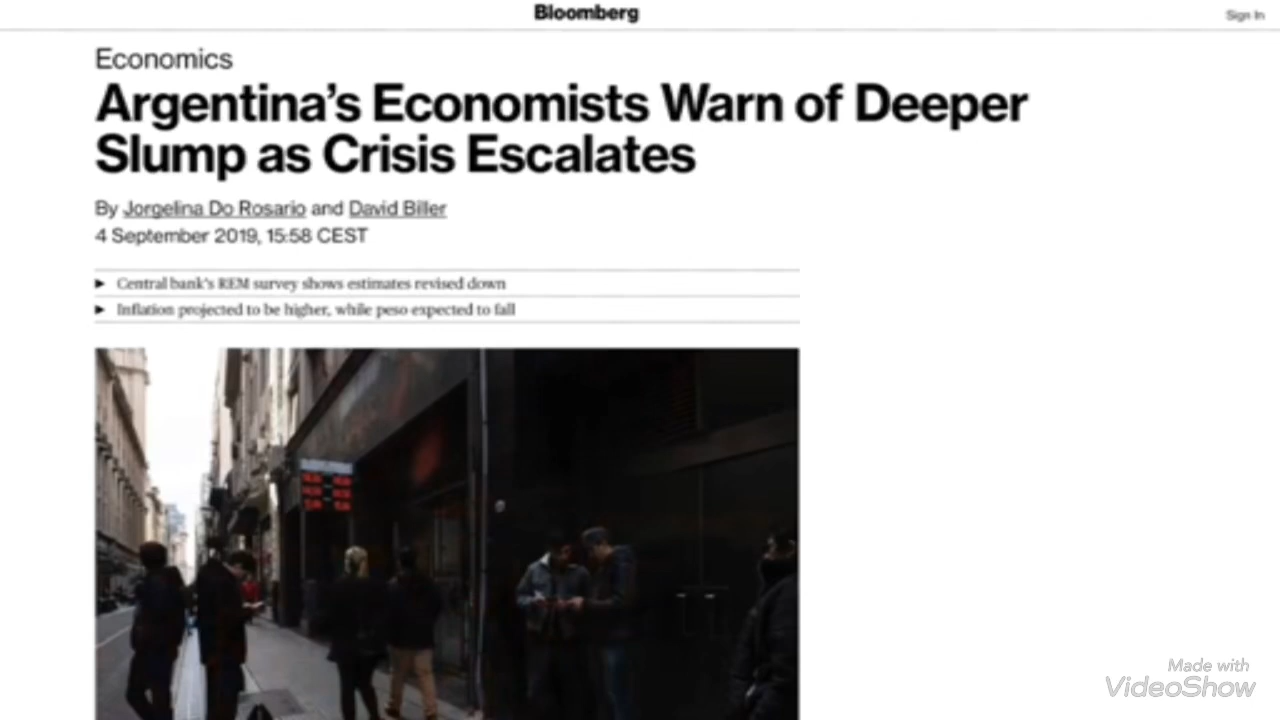 Bloomberg
Sign In
Economics
Argentina's Economists Warn of Deeper
Slump as Crisis Escalates
By Jorgelina Do Rosario and David Biller
4 September 2019, 15:58 CEST
► Central bank's REM survey shows estimates revised down
► Inflation projected to be higher, while peso expected to fall
Made with
VideoShow